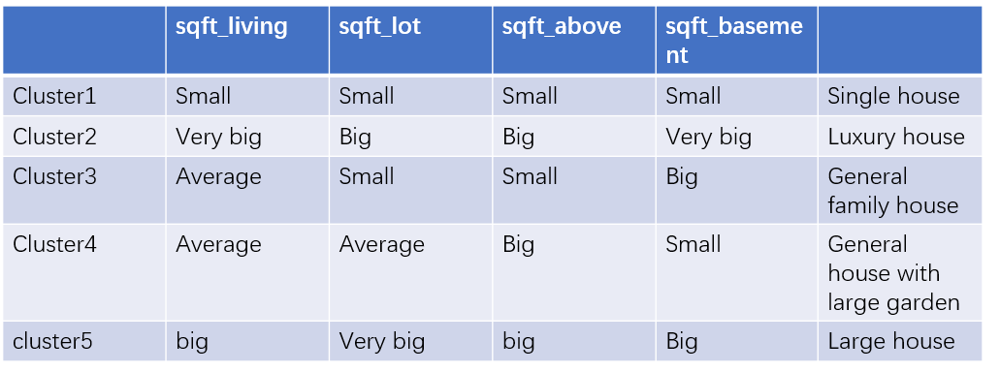 sqft_living sqft_lot sqft_above sqft_baseme
nt
Cluster1 Small Small Small Small Single house
Cluster2 Very big Big Big Very big Luxury house
Cluster3 Average Small Small Big General
family house
Cluster4 Average Average Big Small General
house with
large garden
cluster5 big Very big big Big Large house